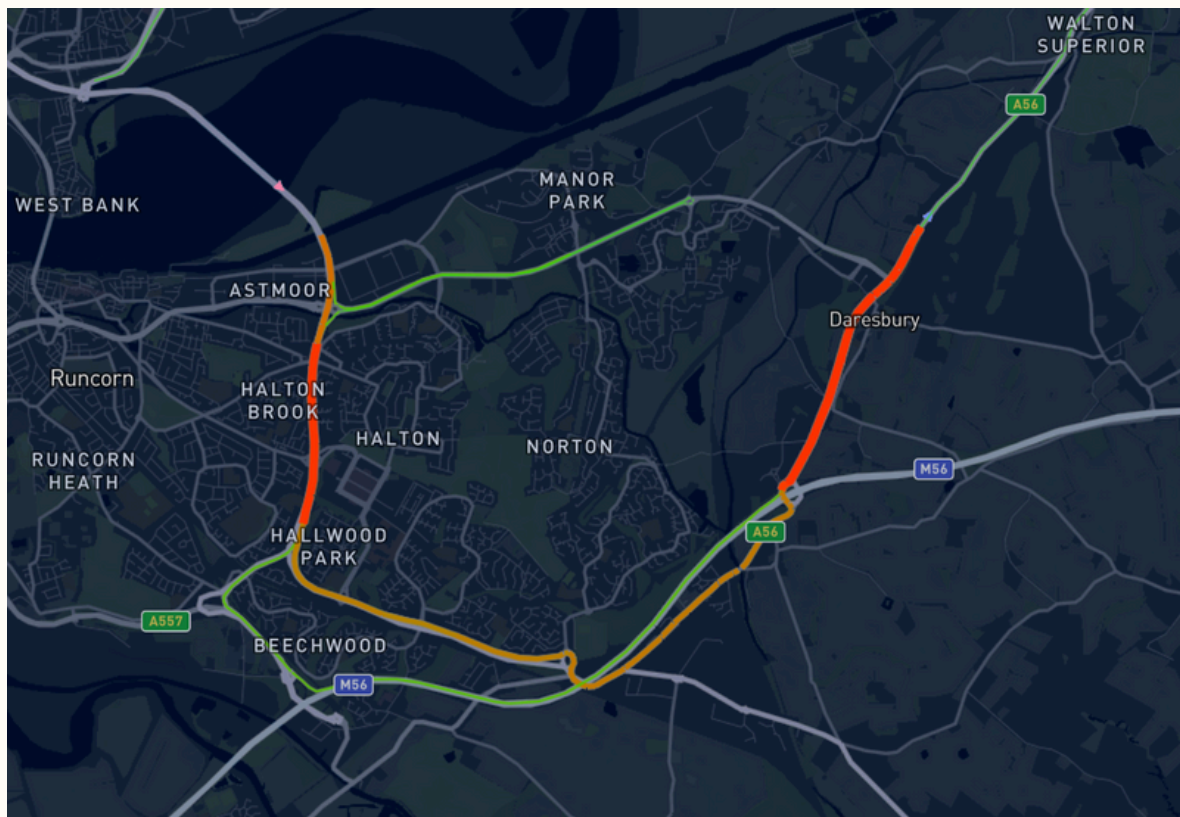 WALTON
SUPERIOR
A56
MANOR
PARK
WEST BANK
ASTMOOR
Daresbury
Runcorn
HALTON
BROOK
HALTON
NORTON
RUNCORN
HEATH
M56
HALLWOOD
PARK
A56
A557
BEECHWOOD
M56